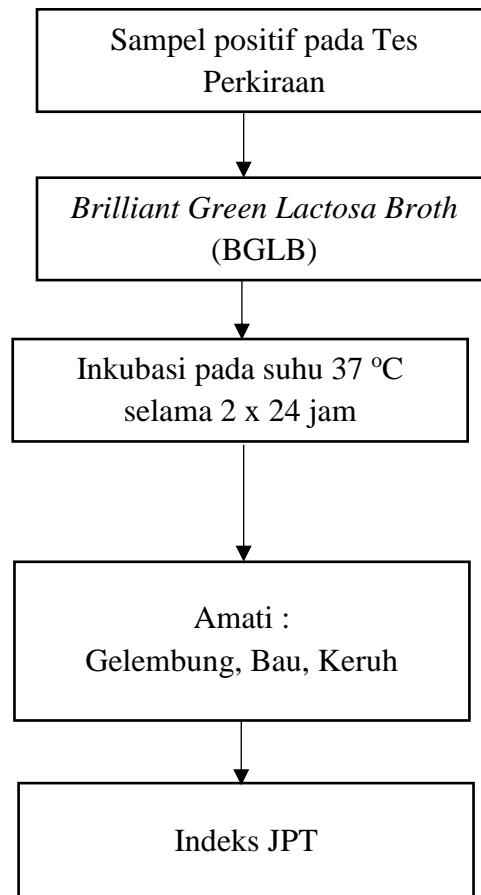 Sampel positif pada Tes
Perkiraan
Brilliant Green Lactosa Broth
(BGLB)
Inkubasi pada suhu 37 °C
selama 2 x 24 jam
Amati :
Gelembung, Bau, Keruh
Indeks JPT